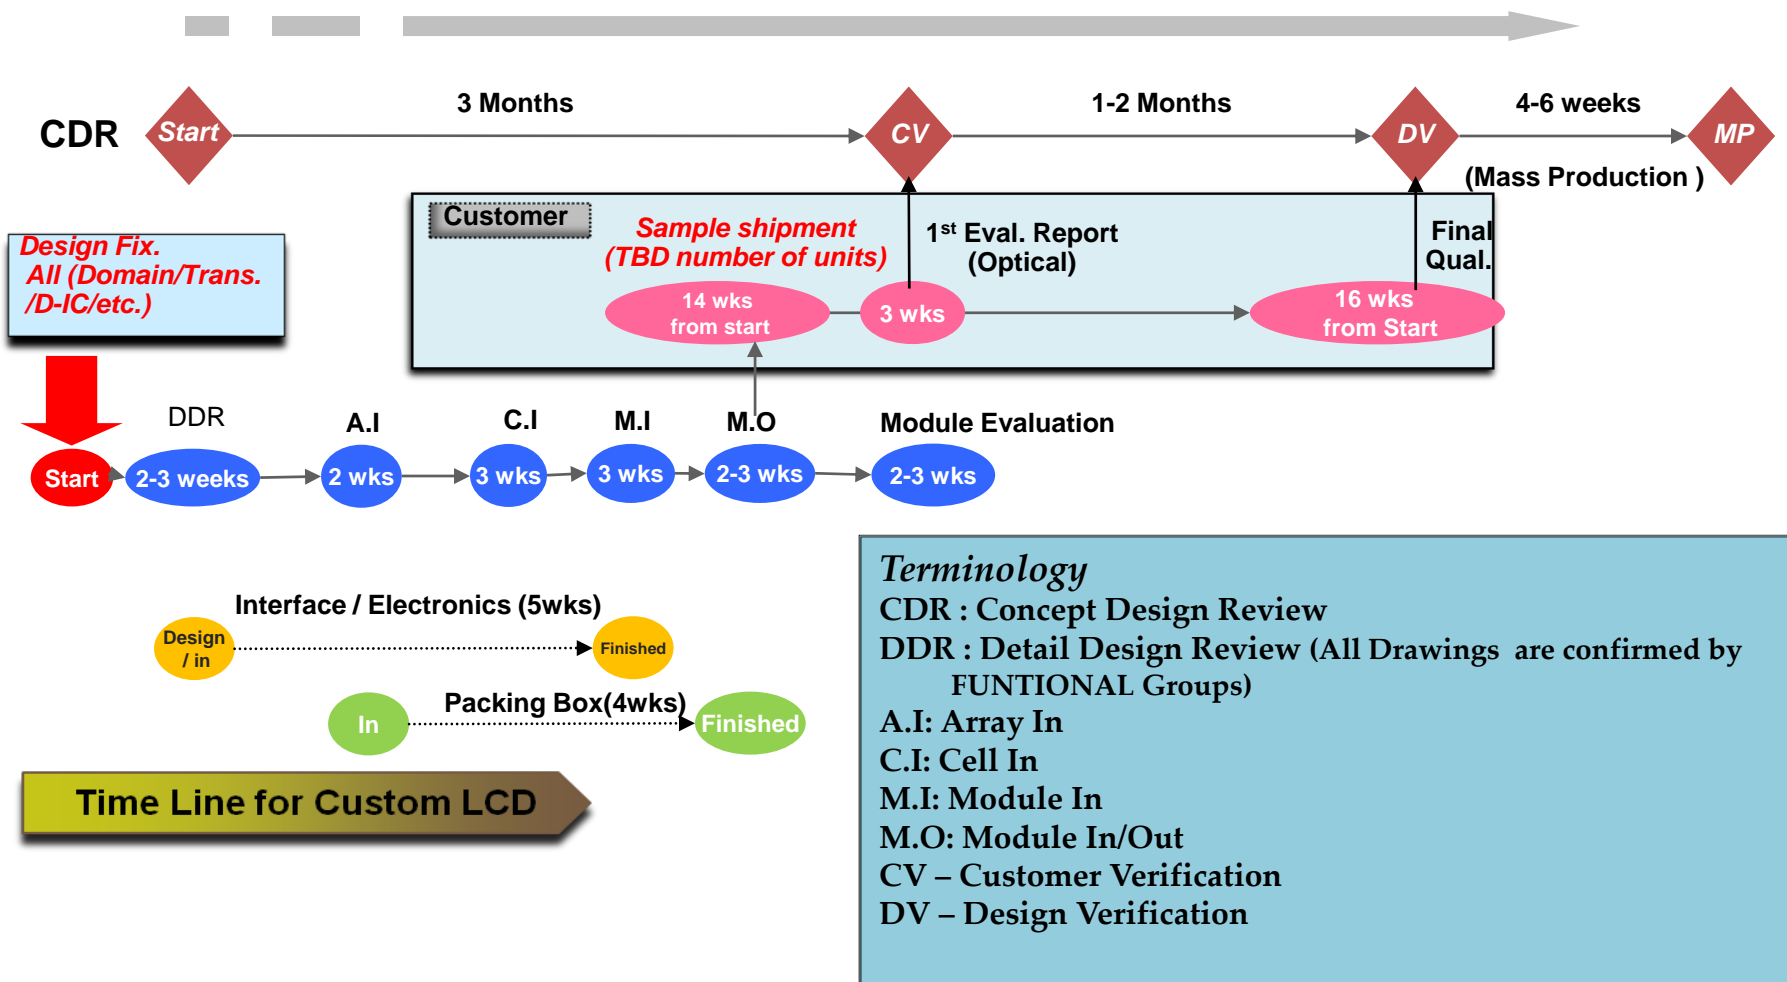 3 Months
1-2 Months
4-6 weeks
CDR
Start
CV
DV
MP
(Mass Production )
Customer
Sample shipment
(TBD number of units)
1st Eval. Report
(Optical)
Final
Qual.
Design Fix.
All (Domain/Trans.
/D-IC/etc.)
14 wks
from start
3 wks
16 wks
from Start
DDR
A.I
C.I
M.I
M.O
Module Evaluation
Start
2-3 weeks
2 wks
3 wks
3 wks
2-3 wks
2-3 wks
Interface / Electronics (5wks)
Design
/ in
Finished
Packing Box(4wks)
In
Finished
Time Line for Custom LCD
Terminology
CDR : Concept Design Review
DDR : Detail Design Review (All Drawings are confirmed by
FUNTIONAL Groups)
A.I: Array In
C.I: Cell In
M.I: Module In
M.O: Module In/Out
CV – Customer Verification
DV – Design Verification